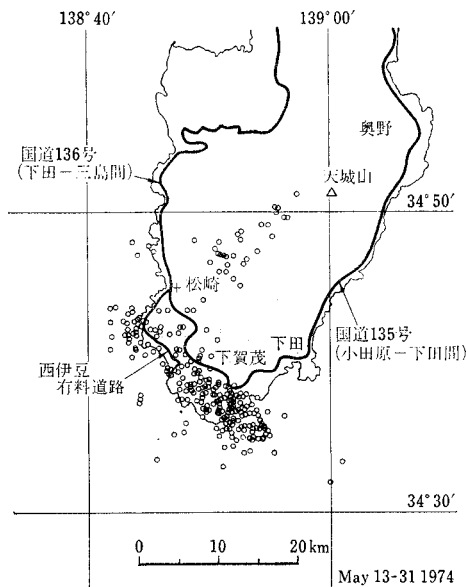 138°40'
139°00'
奥野
国道136号
(下田-三島間)
天城山
34°50'
松崎
下田
国道135号
(小田原-下田間)
下賀茂
西伊豆
有料道路
34°30'
0 10 20 km
May 13-31 1974